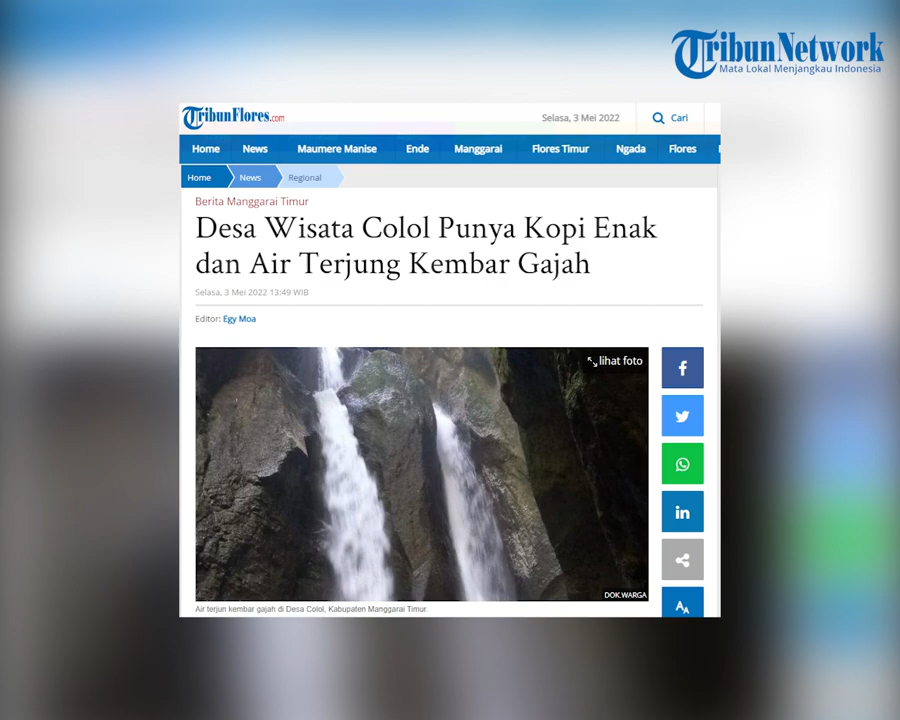 TribunNetwork
Mata Lokal Menjangkau Indonesia
TribunFlores.com
Selasa, 3 Mei 2022
Cari
Home News Maumere Manise Ende Manggarai Flores Timur Ngada Flores
Home News Regional
Berita Manggarai Timur
Desa Wisata Colol Punya Kopi Enak
dan Air Terjung Kembar Gajah
Selasa, 3 Mei 2022 13:49 WIB
Editor: Egy Moa
lihat foto
DOK.WARGA
Air terjun kembar gajah di Desa Colol, Kabupaten Manggarai Timur.